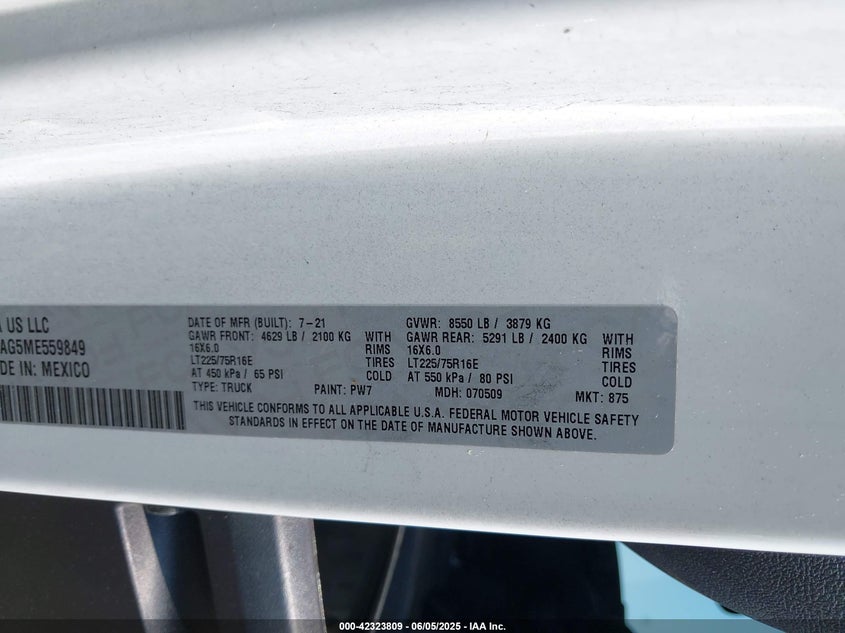 A US LLC
AG5ME559849
DE IN: MEXICO
DATE OF MFR (BUILT): 7-21
GAWR FRONT: 4629 LB / 2100 KG WITH
16X6.0 RIMS
LT225/75R16E TIRES
AT 450 kPa / 65 PSI COLD
TYPE: TRUCK PAINT: PW7
GVWR: 8550 LB / 3879 KG
GAWR REAR: 5291 LB / 2400 KG WITH
16X6.0 RIMS
LT225/75R16E TIRES
AT 550 kPa / 80 PSI COLD
MDH: 070509 MKT: 875
THIS VEHICLE CONFORMS TO ALL APPLICABLE U.S.A. FEDERAL MOTOR VEHICLE SAFETY
STANDARDS IN EFFECT ON THE DATE OF MANUFACTURE SHOWN ABOVE.
000-42323809 - 06/05/2025 - IAA Inc.